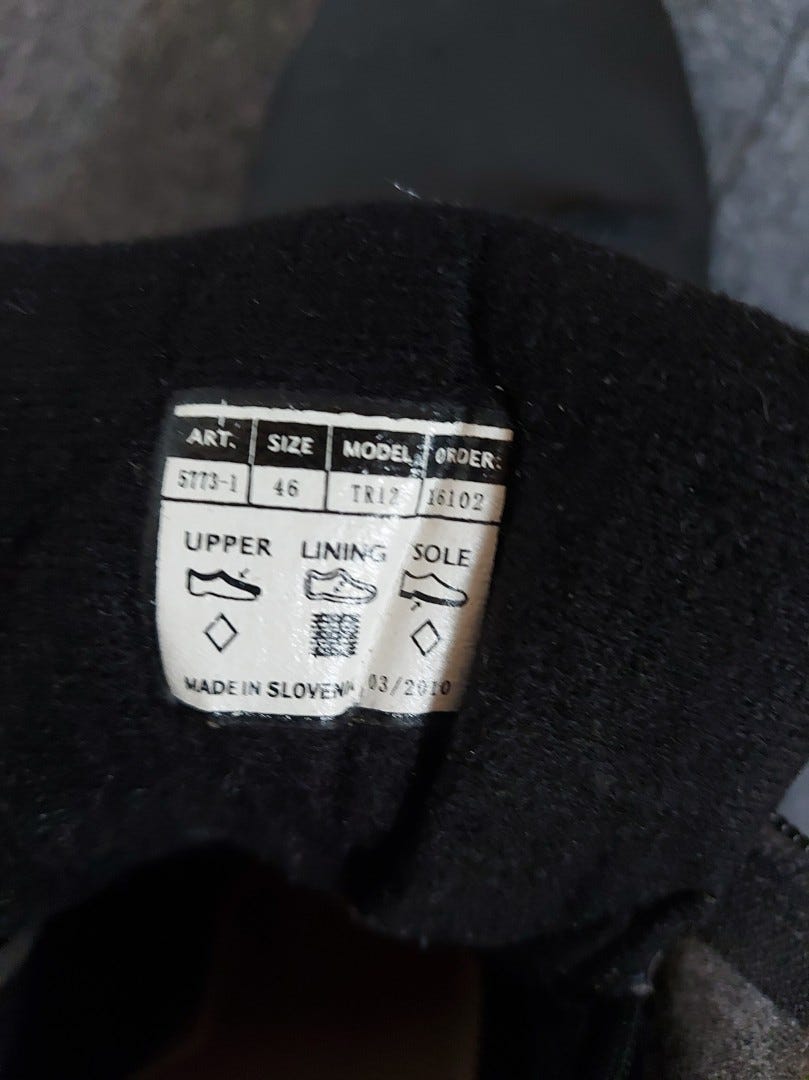 ART. SIZE MODEL ORDER:
5773-1 46 TR12 16102
UPPER LINING SOLE
MADE IN SLOVENIA 03/2010